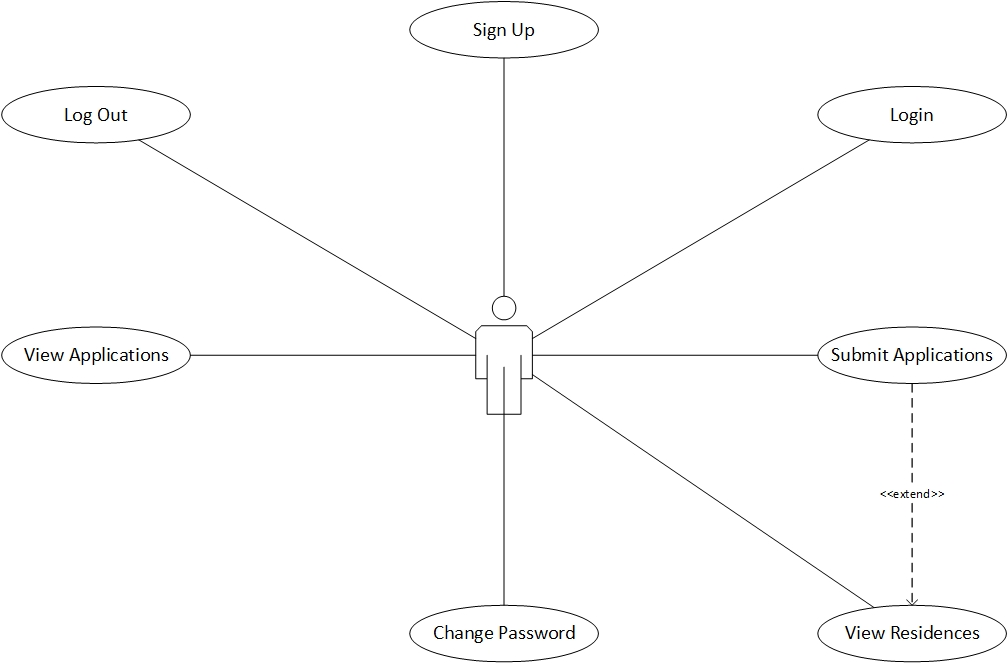 Sign Up
Log Out
Login
View Applications
Submit Applications
<<extend>>
Change Password
View Residences